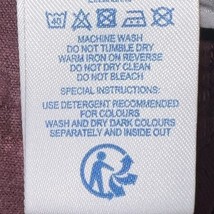 40
MACHINE WASH
DO NOT TUMBLE DRY
WARM IRON ON REVERSE
DO NOT DRY CLEAN
DO NOT BLEACH
SPECIAL INSTRUCTIONS:
USE DETERGENT RECOMMENDED
FOR COLOURS
WASH AND DRY DARK COLOURS
SEPARATELY AND INSIDE OUT